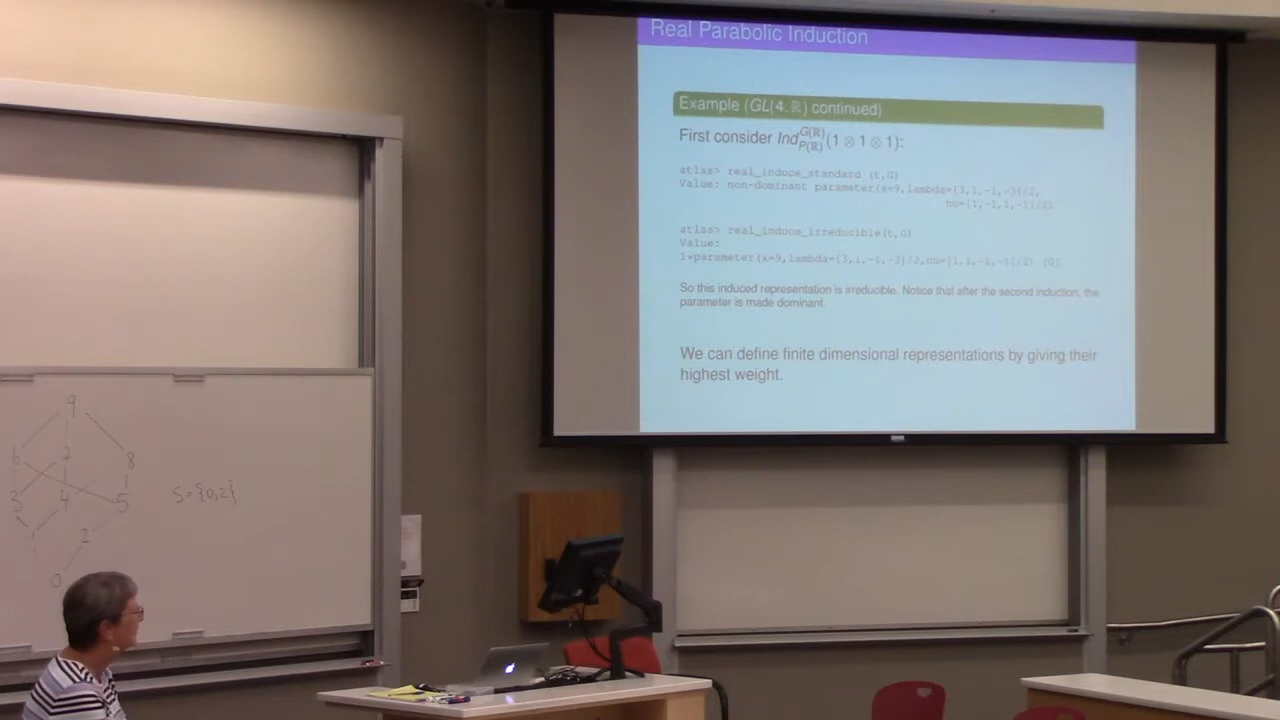 Real Parabolic Induction
Example (GL(4, ℝ) continued)
First consider Ind_{P(ℝ)}^{G(ℝ)}(1 ⊗ 1 ⊗ 1):
atlas> real_induce_standard (t,G)
Value: non-dominant parameter(x=9,lambda=[3,1,-1,-3]/2,
nu=[1,-1,1,-1]/2)
atlas> real_induce_irreducible(t,G)
Value:
1*parameter(x=9,lambda=[3,1,-1,-3]/2,nu=[1,1,-1,-1]/2) [0]
So this induced representation is irreducible. Notice that after the second induction, the
parameter is made dominant.
We can define finite dimensional representations by giving their
highest weight.
9
6 7 8
3 4 5
S={0,2}
1 2
0